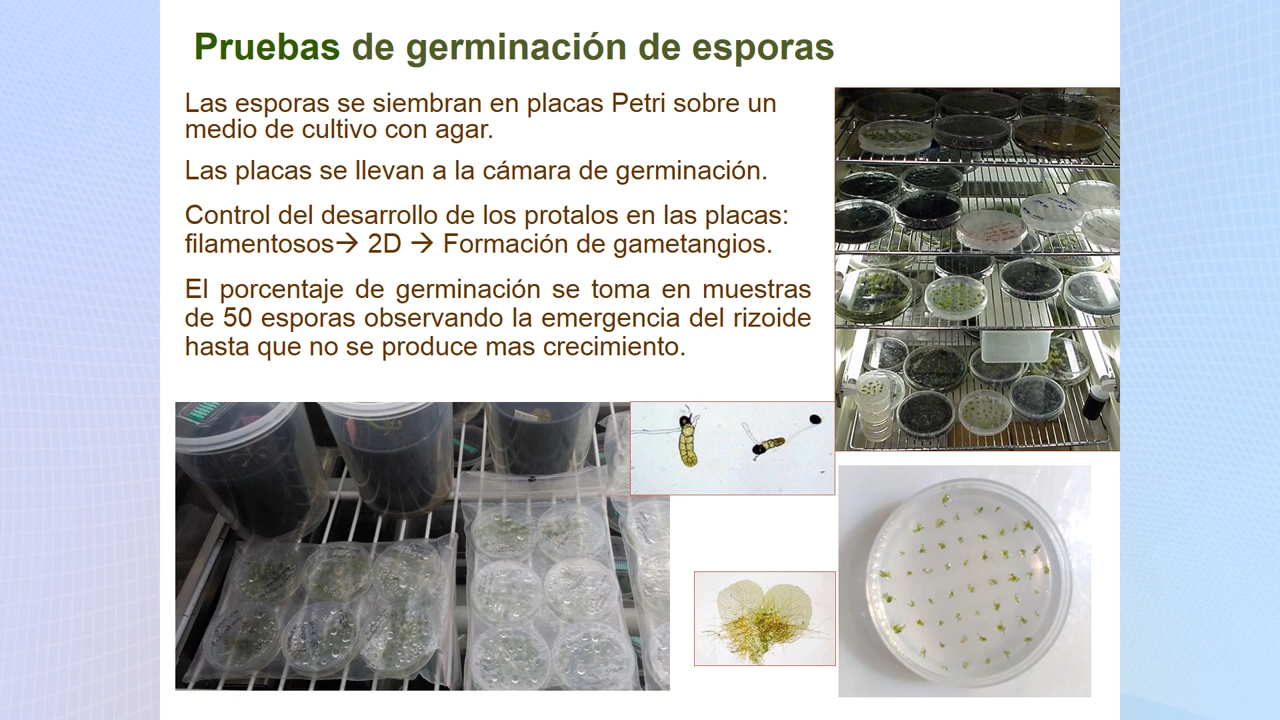 Pruebas de germinación de esporas
Las esporas se siembran en placas Petri sobre un
medio de cultivo con agar.
Las placas se llevan a la cámara de germinación.
Control del desarrollo de los protalos en las placas:
filamentosos→ 2D → Formación de gametangios.
El porcentaje de germinación se toma en muestras
de 50 esporas observando la emergencia del rizoide
hasta que no se produce mas crecimiento.